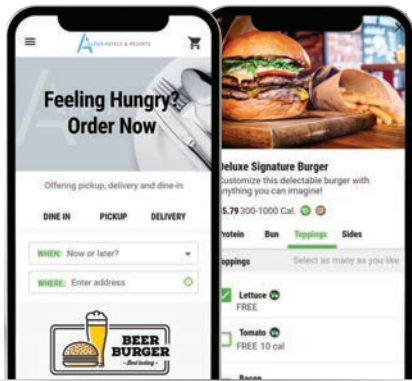 HOTELS & RESORTS
Feeling Hungry?
Order Now
Offering pickup, delivery and dine-in
DINE IN PICKUP DELIVERY
WHEN: Now or later?
WHERE: Enter address
BEER
BURGER
Deluxe Signature Burger
Customize this delectable burger with
anything you can imagine!
5.79 300-1000 Cal.
Protein Bun Toppings Sides
Toppings Select as many as you like
Lettuce
FREE
Tomato
FREE 10 cal
Bacon